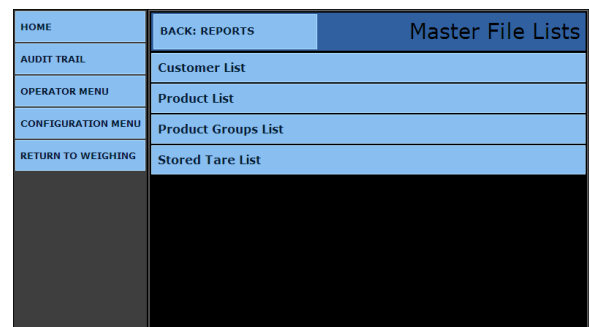 HOME
AUDIT TRAIL
OPERATOR MENU
CONFIGURATION MENU
RETURN TO WEIGHING
BACK: REPORTS
Master File Lists
Customer List
Product List
Product Groups List
Stored Tare List